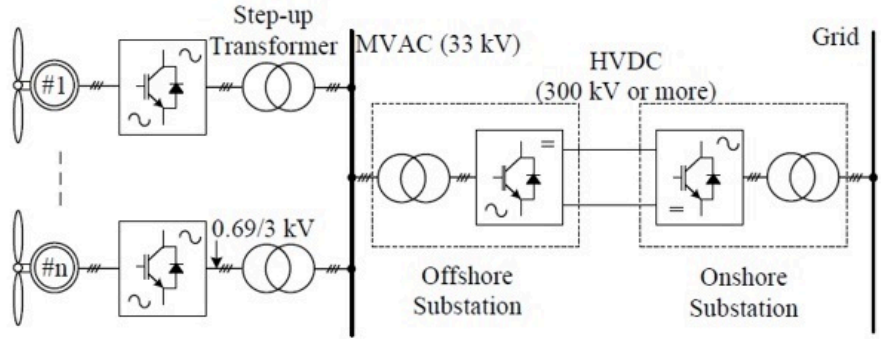 Step-up
Transformer
MVAC (33 kV)
Grid
HVDC
(300 kV or more)
#1
#n
0.69/3 kV
Offshore
Substation
Onshore
Substation